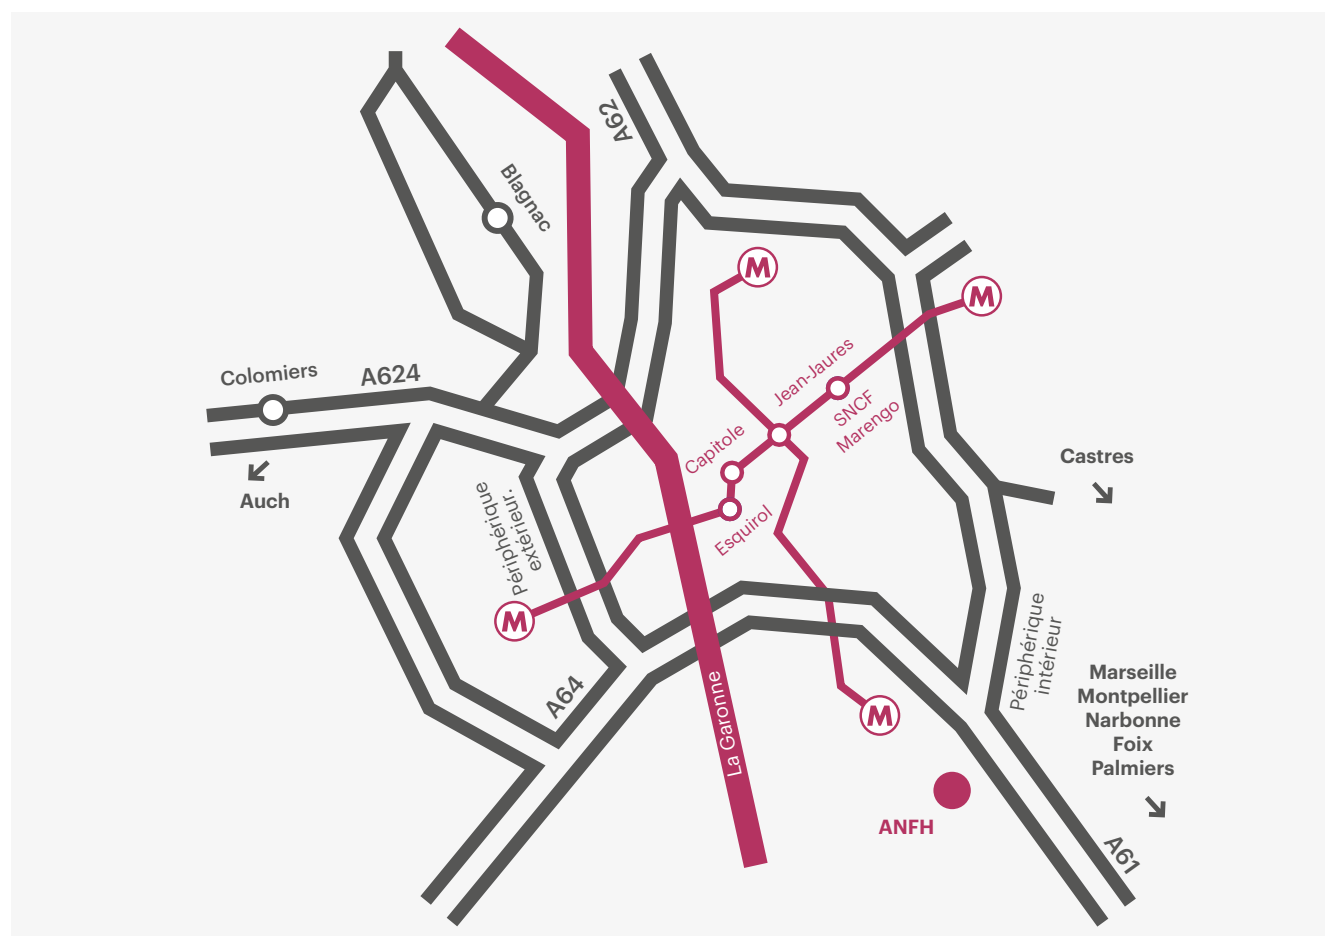 A62
Blagnac
M
M
Colomiers
A624
Jean-Jaures
SNCF
Marengo
Capitole
Castres
Auch
Périphérique
extérieur.
Esquirol
M
Périphérique
intérieur
A64
La Garonne
M
Marseille
Montpellier
Narbonne
Foix
Palmiers
ANFH
A61